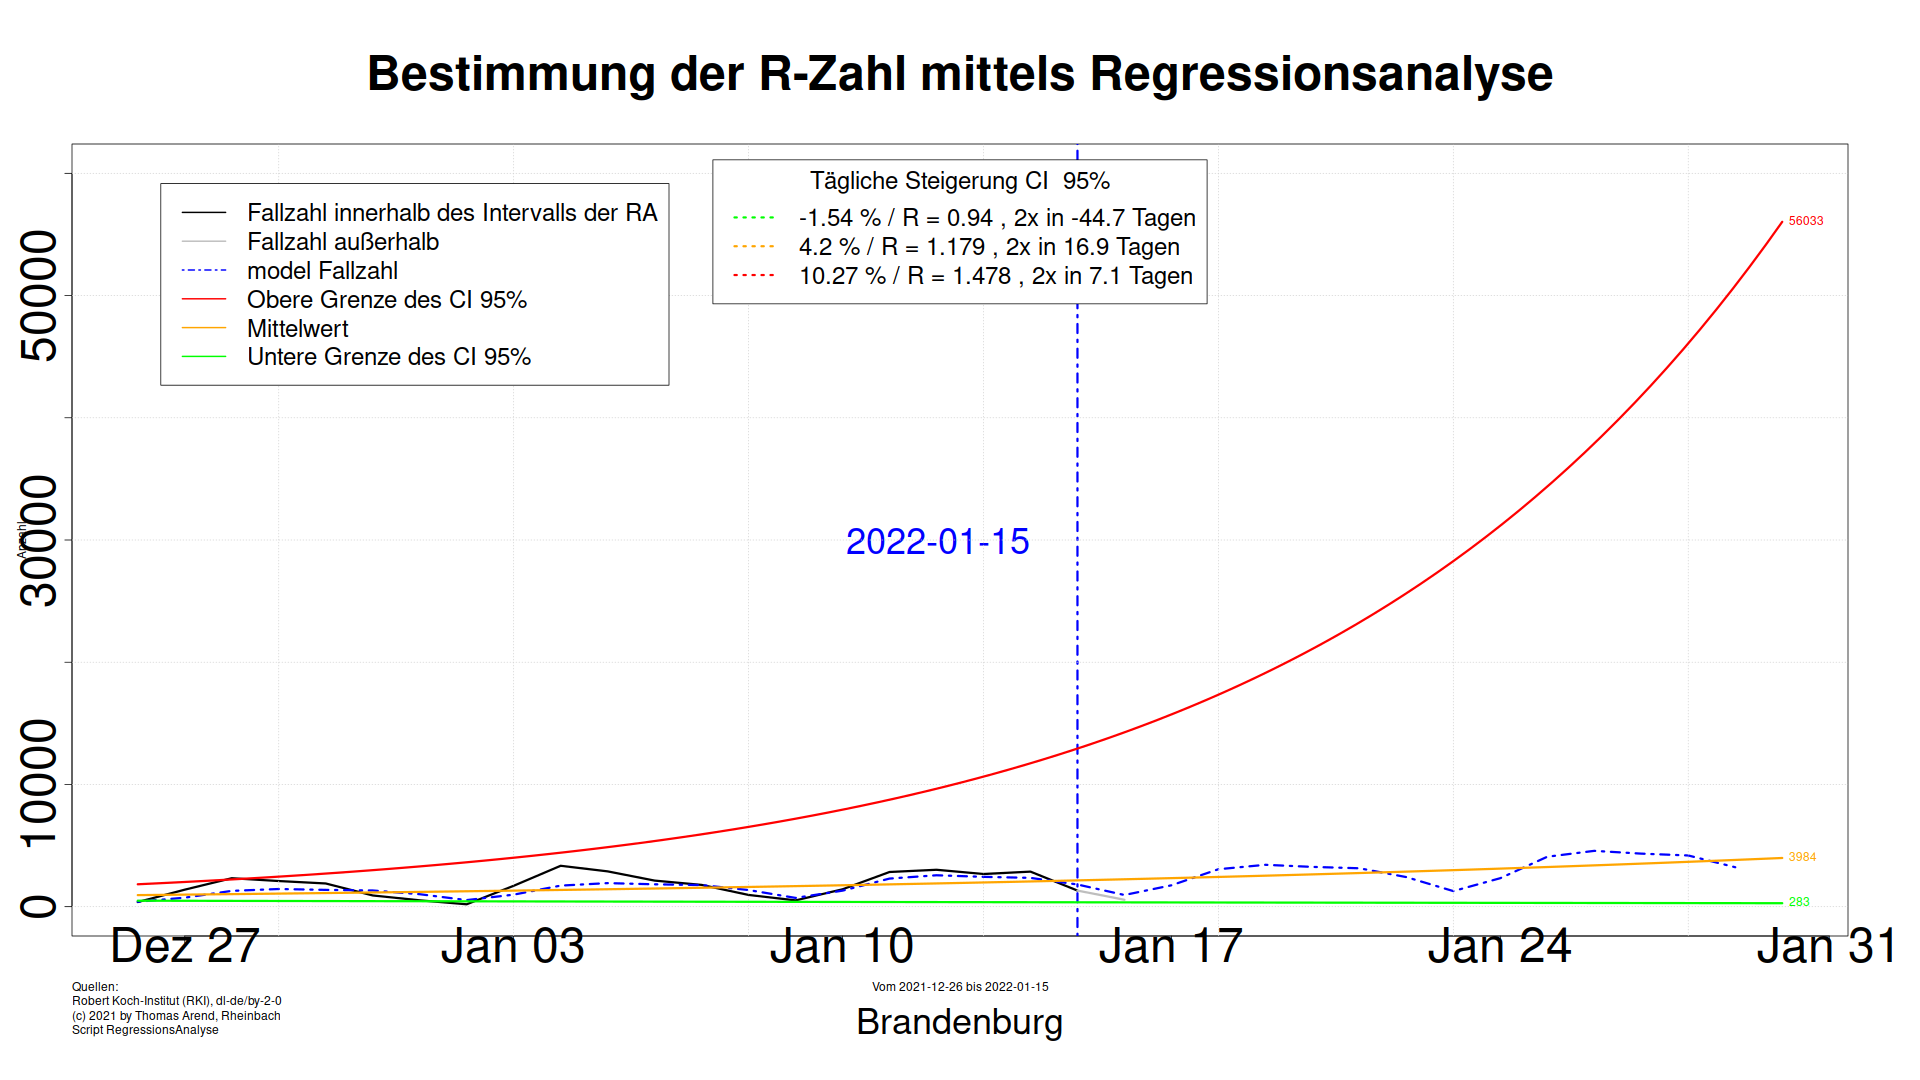 Bestimmung der R-Zahl mittels Regressionsanalyse
Fallzahl innerhalb des Intervalls der RA
Fallzahl außerhalb
model Fallzahl
Obere Grenze des CI 95%
Mittelwert
Untere Grenze des CI 95%
Tägliche Steigerung CI  95%
-1.54 % / R = 0.94 , 2x in -44.7 Tagen
4.2 % / R = 1.179 , 2x in 16.9 Tagen
10.27 % / R = 1.478 , 2x in 7.1 Tagen
56033
2022-01-15
3984
283
50000
30000
10000
0
Anzahl
Dez 27
Jan 03
Jan 10
Jan 17
Jan 24
Jan 31
Quellen:
Robert Koch-Institut (RKI), dl-de/by-2-0
(c) 2021 by Thomas Arend, Rheinbach
Script RegressionsAnalyse
Vom 2021-12-26 bis 2022-01-15
Brandenburg